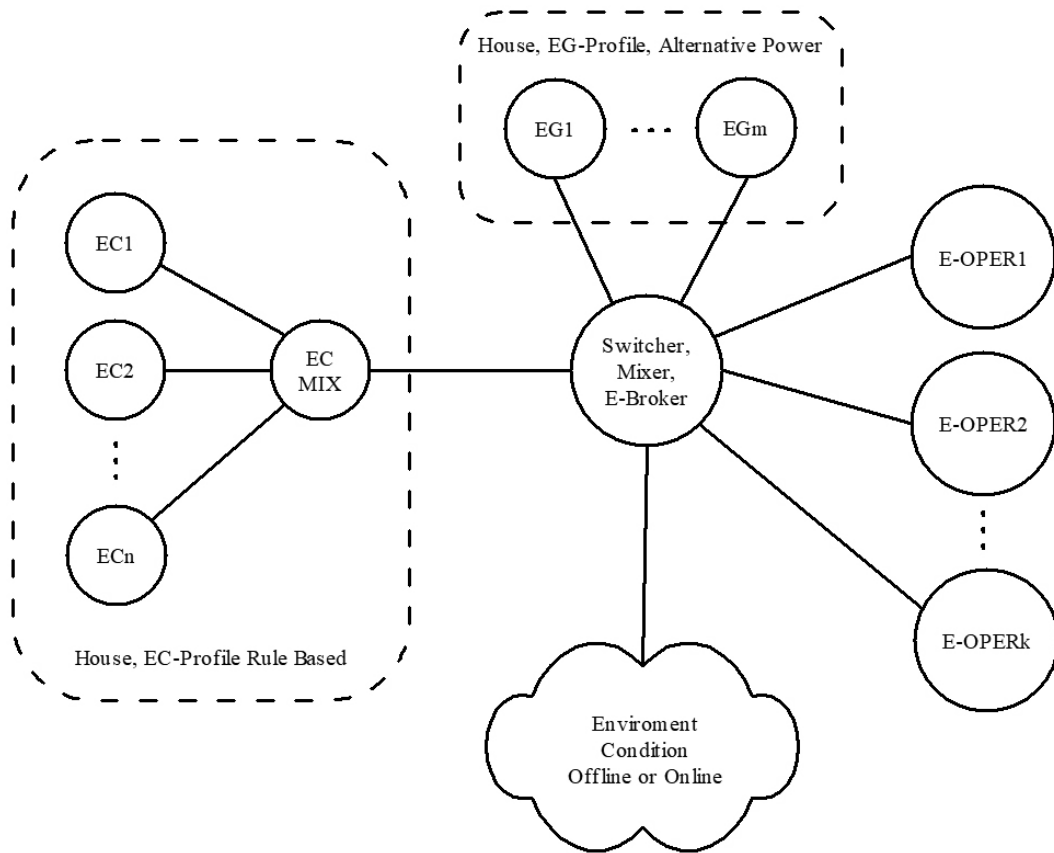 House, EG-Profile, Alternative Power
EG1
EGm
EC1
EC2
ECn
EC
MIX
House, EC-Profile Rule Based
Switcher,
Mixer,
E-Broker
E-OPER1
E-OPER2
E-OPERk
Enviroment
Condition
Offline or Online